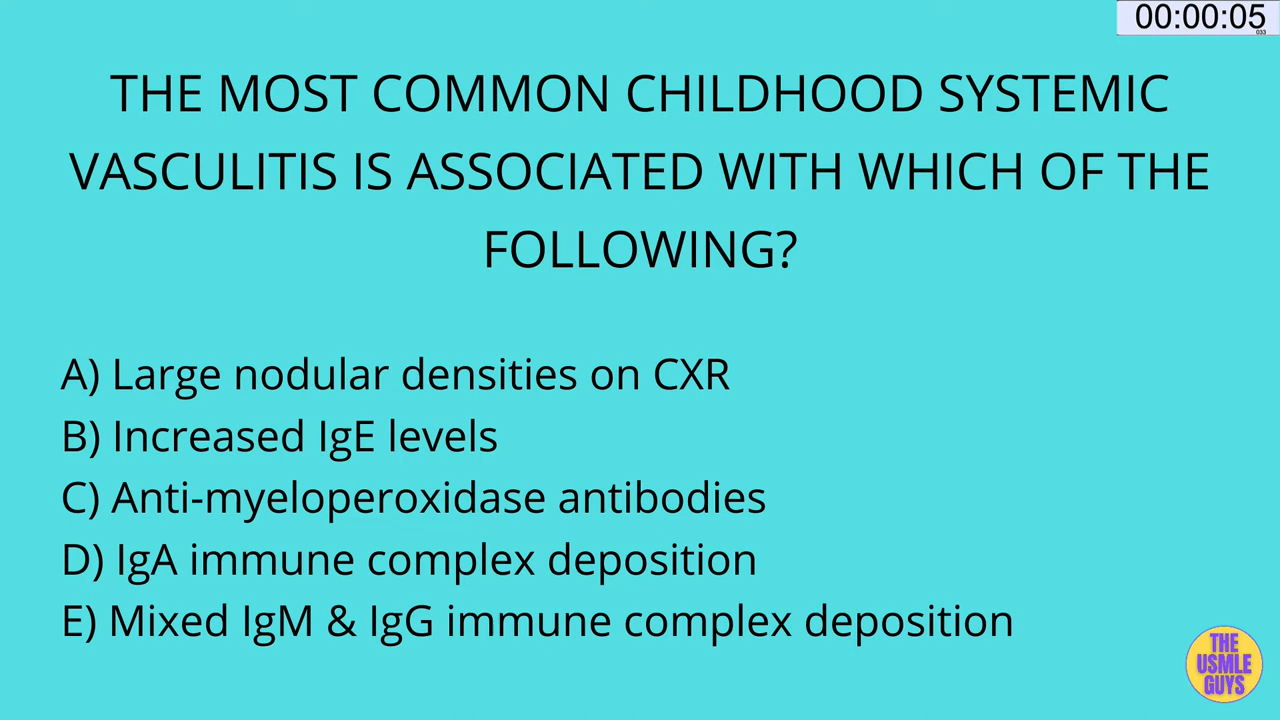 00:00:05
033
THE MOST COMMON CHILDHOOD SYSTEMIC
VASCULITIS IS ASSOCIATED WITH WHICH OF THE
FOLLOWING?
A) Large nodular densities on CXR
B) Increased IgE levels
C) Anti-myeloperoxidase antibodies
D) IgA immune complex deposition
E) Mixed IgM & IgG immune complex deposition
THE
USMLE
GUYS